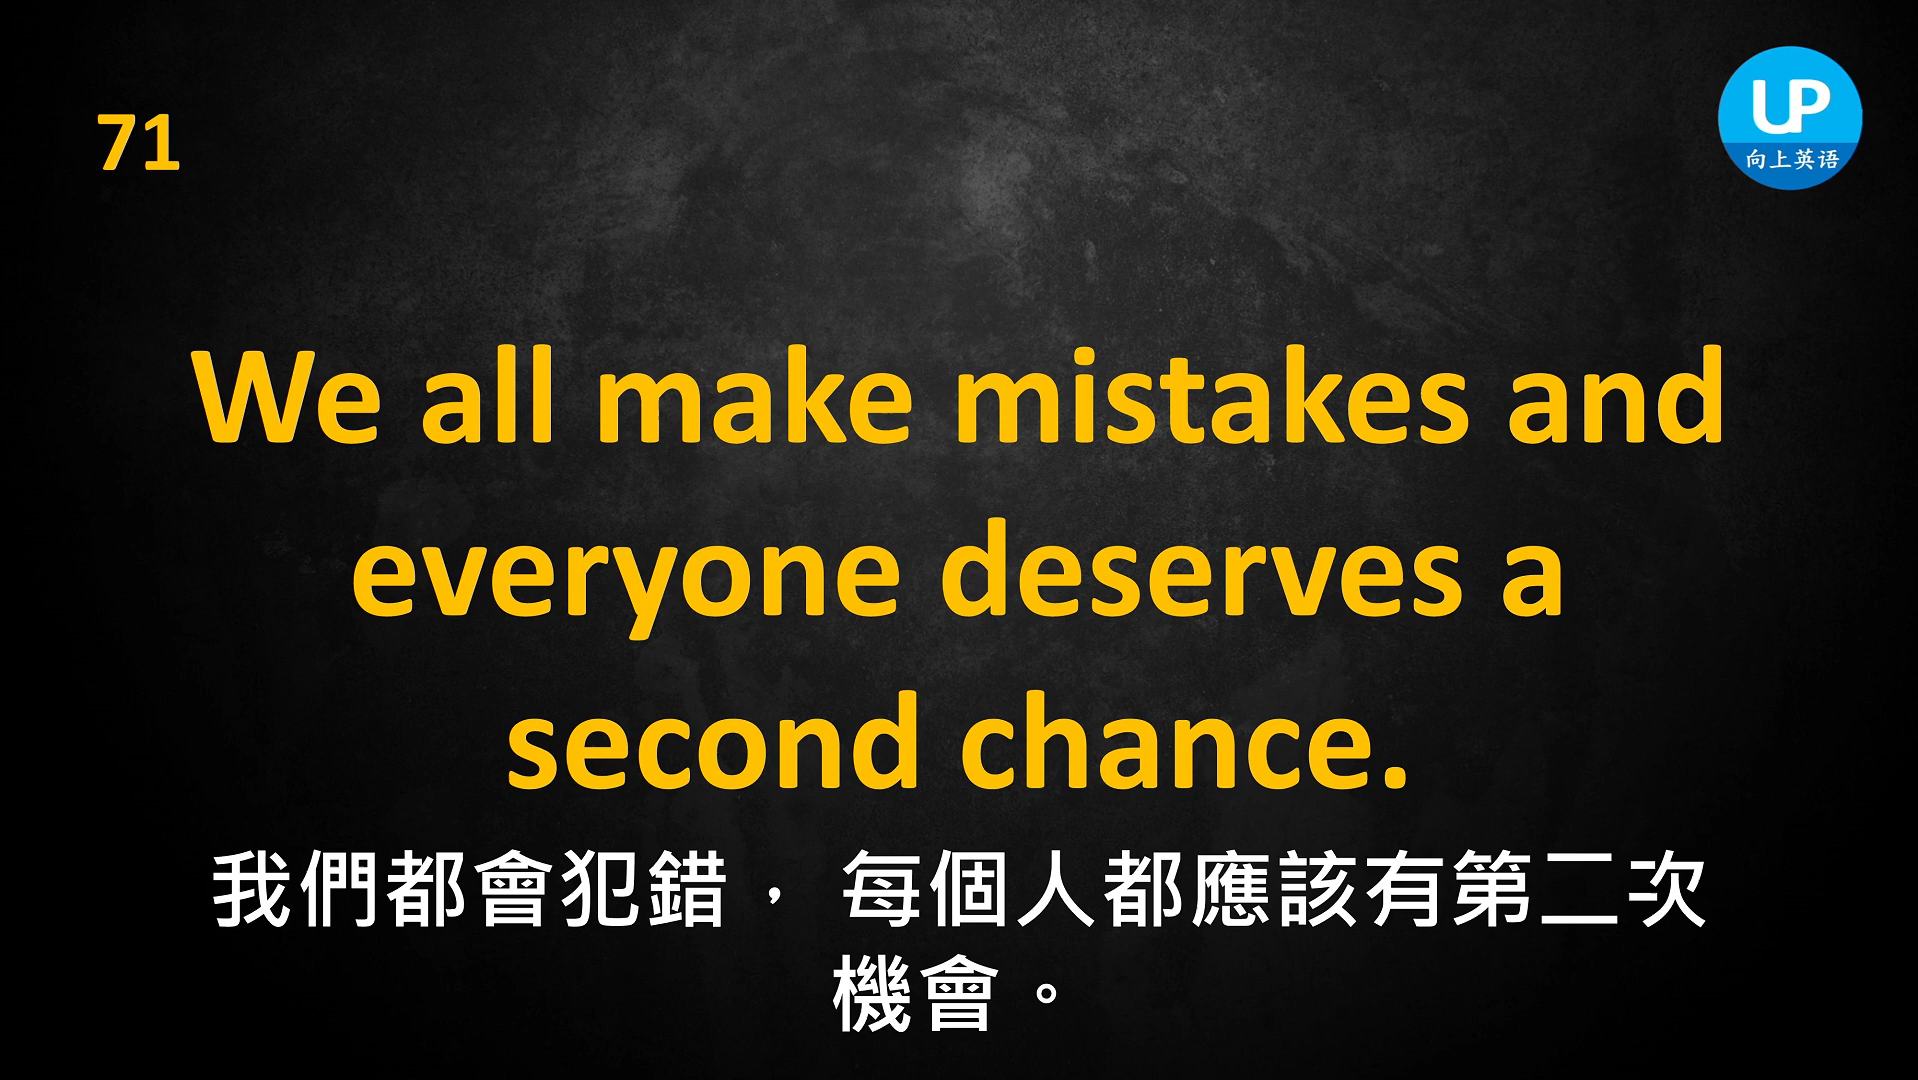 71
UP
向上英语
We all make mistakes and
everyone deserves a
second chance.
我們都會犯錯， 每個人都應該有第二次
機會。